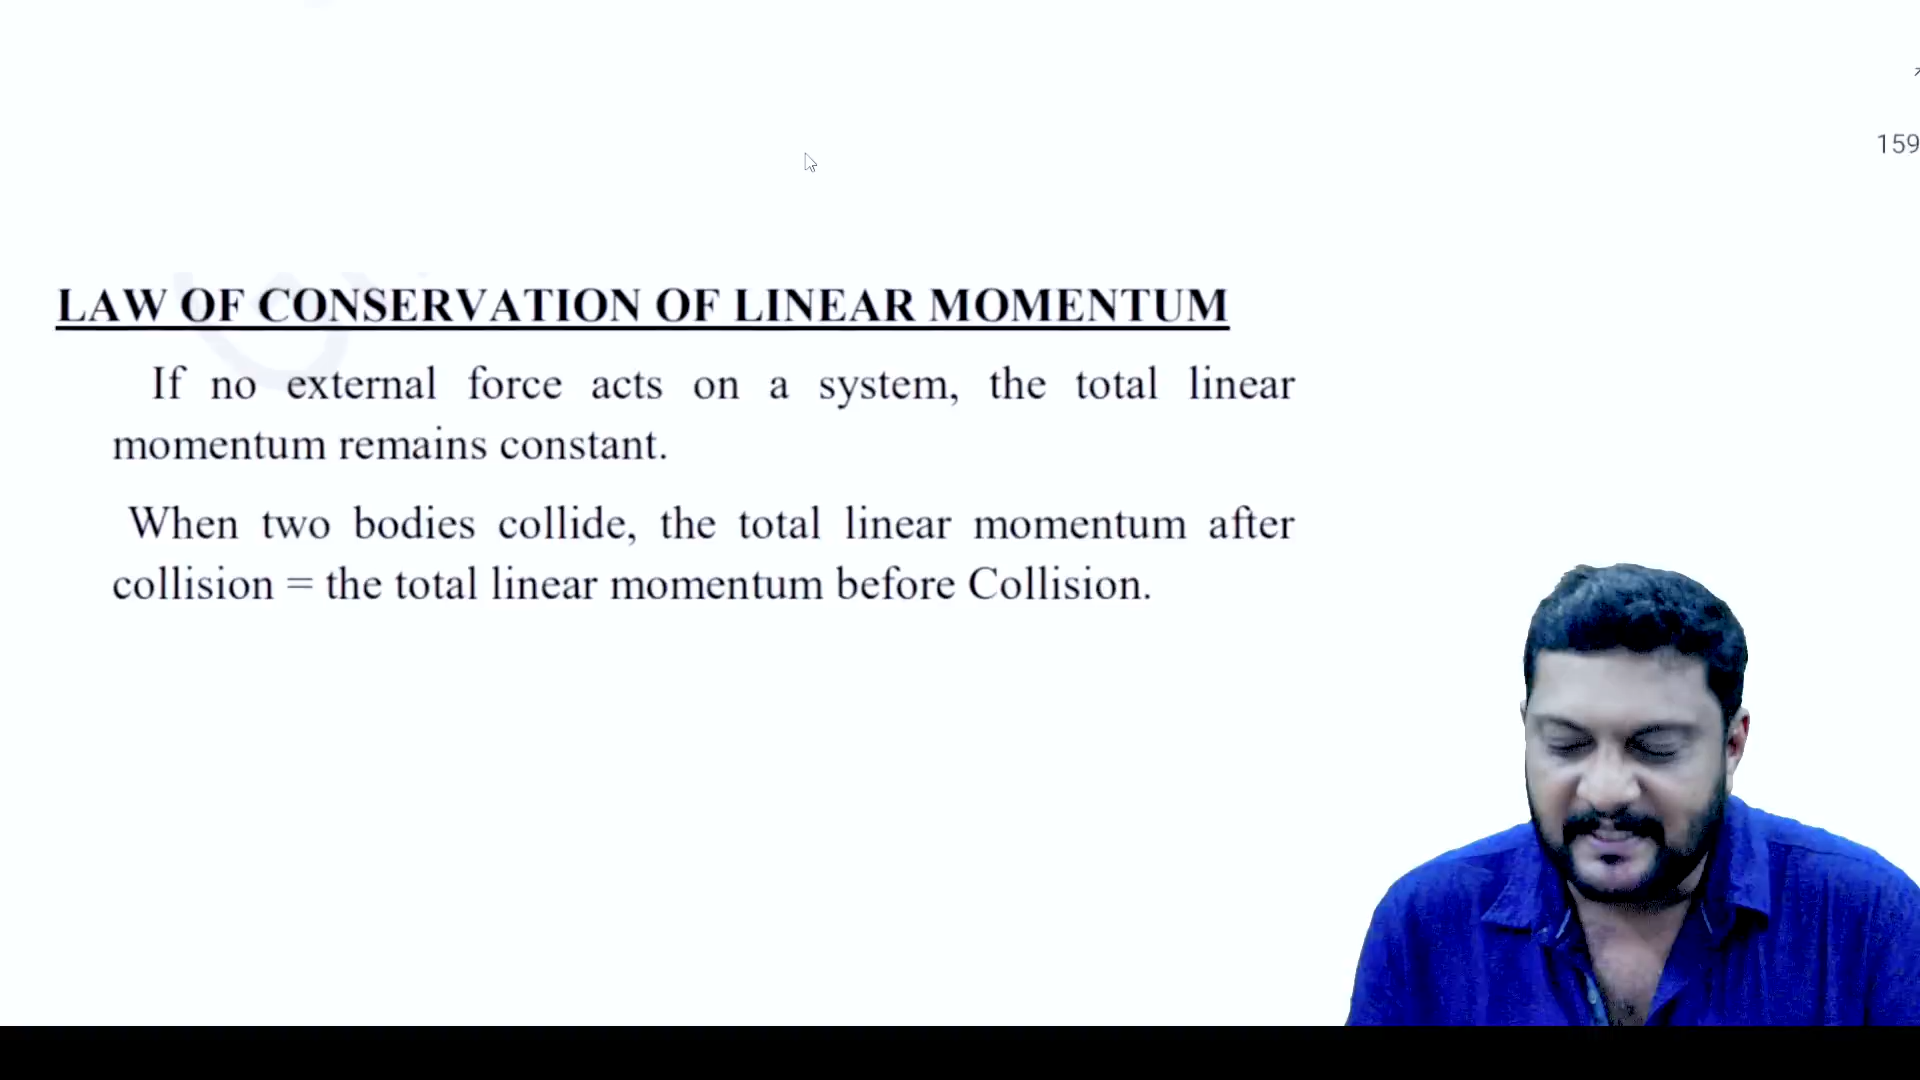 159
LAW OF CONSERVATION OF LINEAR MOMENTUM
If no external force acts on a system, the total linear
momentum remains constant.
When two bodies collide, the total linear momentum after
collision = the total linear momentum before Collision.